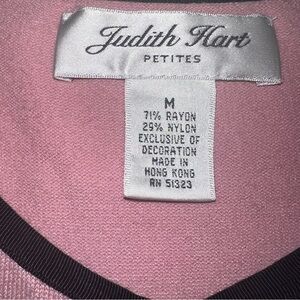 Judith Hart
PETITES
M
71% RAYON
29% NYLON
EXCLUSIVE OF
DECORATION
MADE IN
HONG KONG
RN 51323